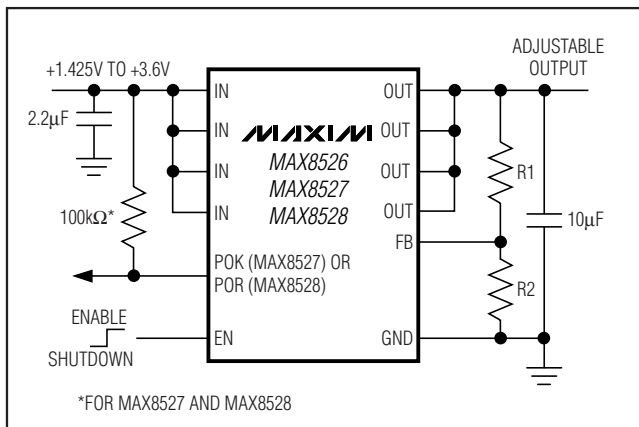 +1.425V TO +3.6V
ADJUSTABLE
OUTPUT
2.2μF
100kΩ*
IN
IN
IN
IN
MAXIM
MAX8526
MAX8527
MAX8528
OUT
OUT
OUT
OUT
FB
R1
R2
10μF
POK (MAX8527) OR
POR (MAX8528)
ENABLE
SHUTDOWN
EN
GND
*FOR MAX8527 AND MAX8528